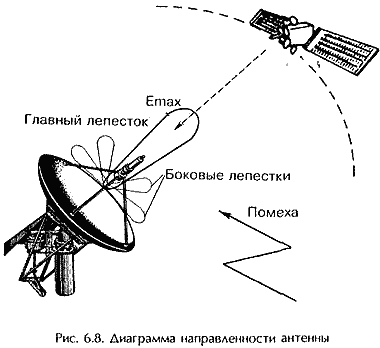 Emax
Главный лепесток
Боковые лепестки
Помеха
Рис. 6.8. Диаграмма направленности антенны